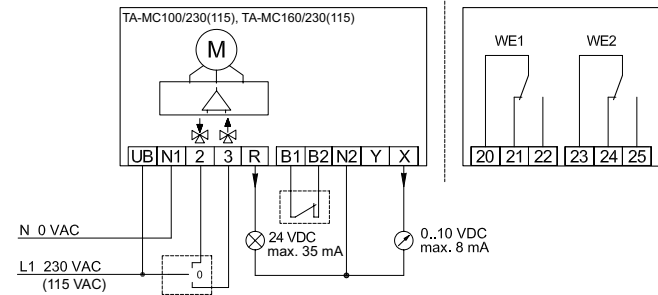 TA-MC100/230(115), TA-MC160/230(115)
M
WE1 WE2
UB N1 2 3 R B1 B2 N2 Y X
20 21 22 23 24 25
N 0 VAC
24 VDC
max. 35 mA
0..10 VDC
max. 8 mA
L1 230 VAC
(115 VAC)
0